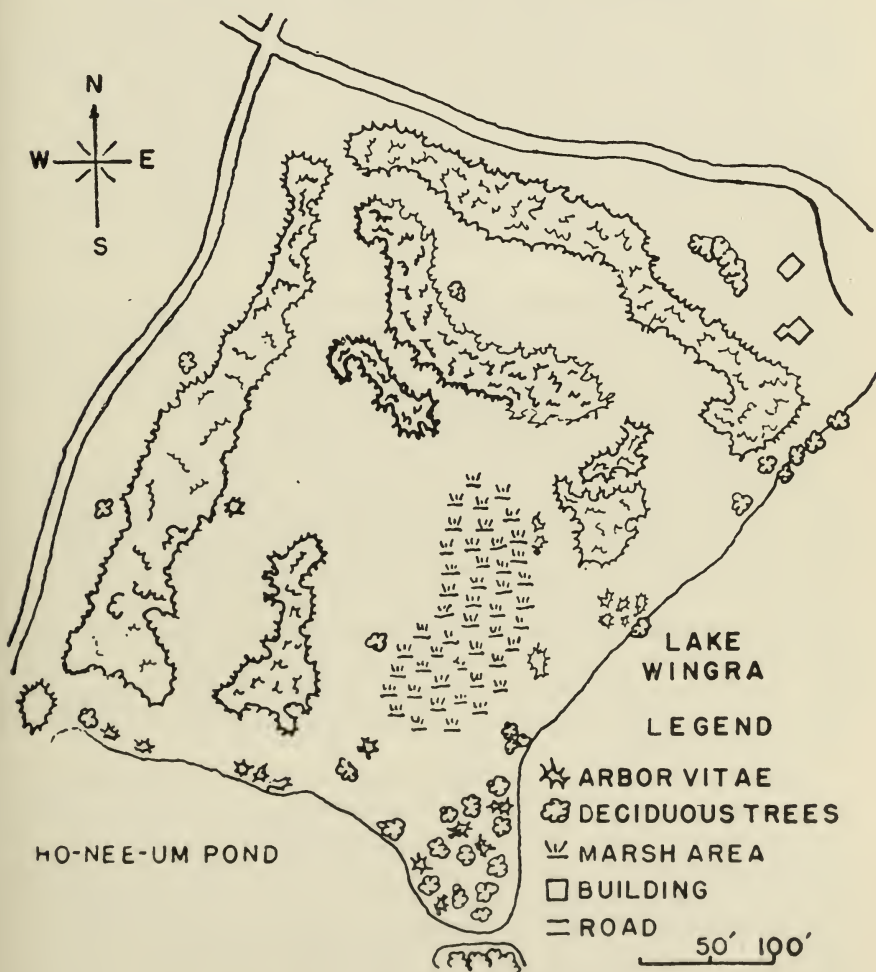 N
W E
S
LAKE
WINGRA
LEGEND
ARBOR VITAE
DECIDUOUS TREES
MARSH AREA
BUILDING
ROAD
HO-NEE-UM POND
50' 100'